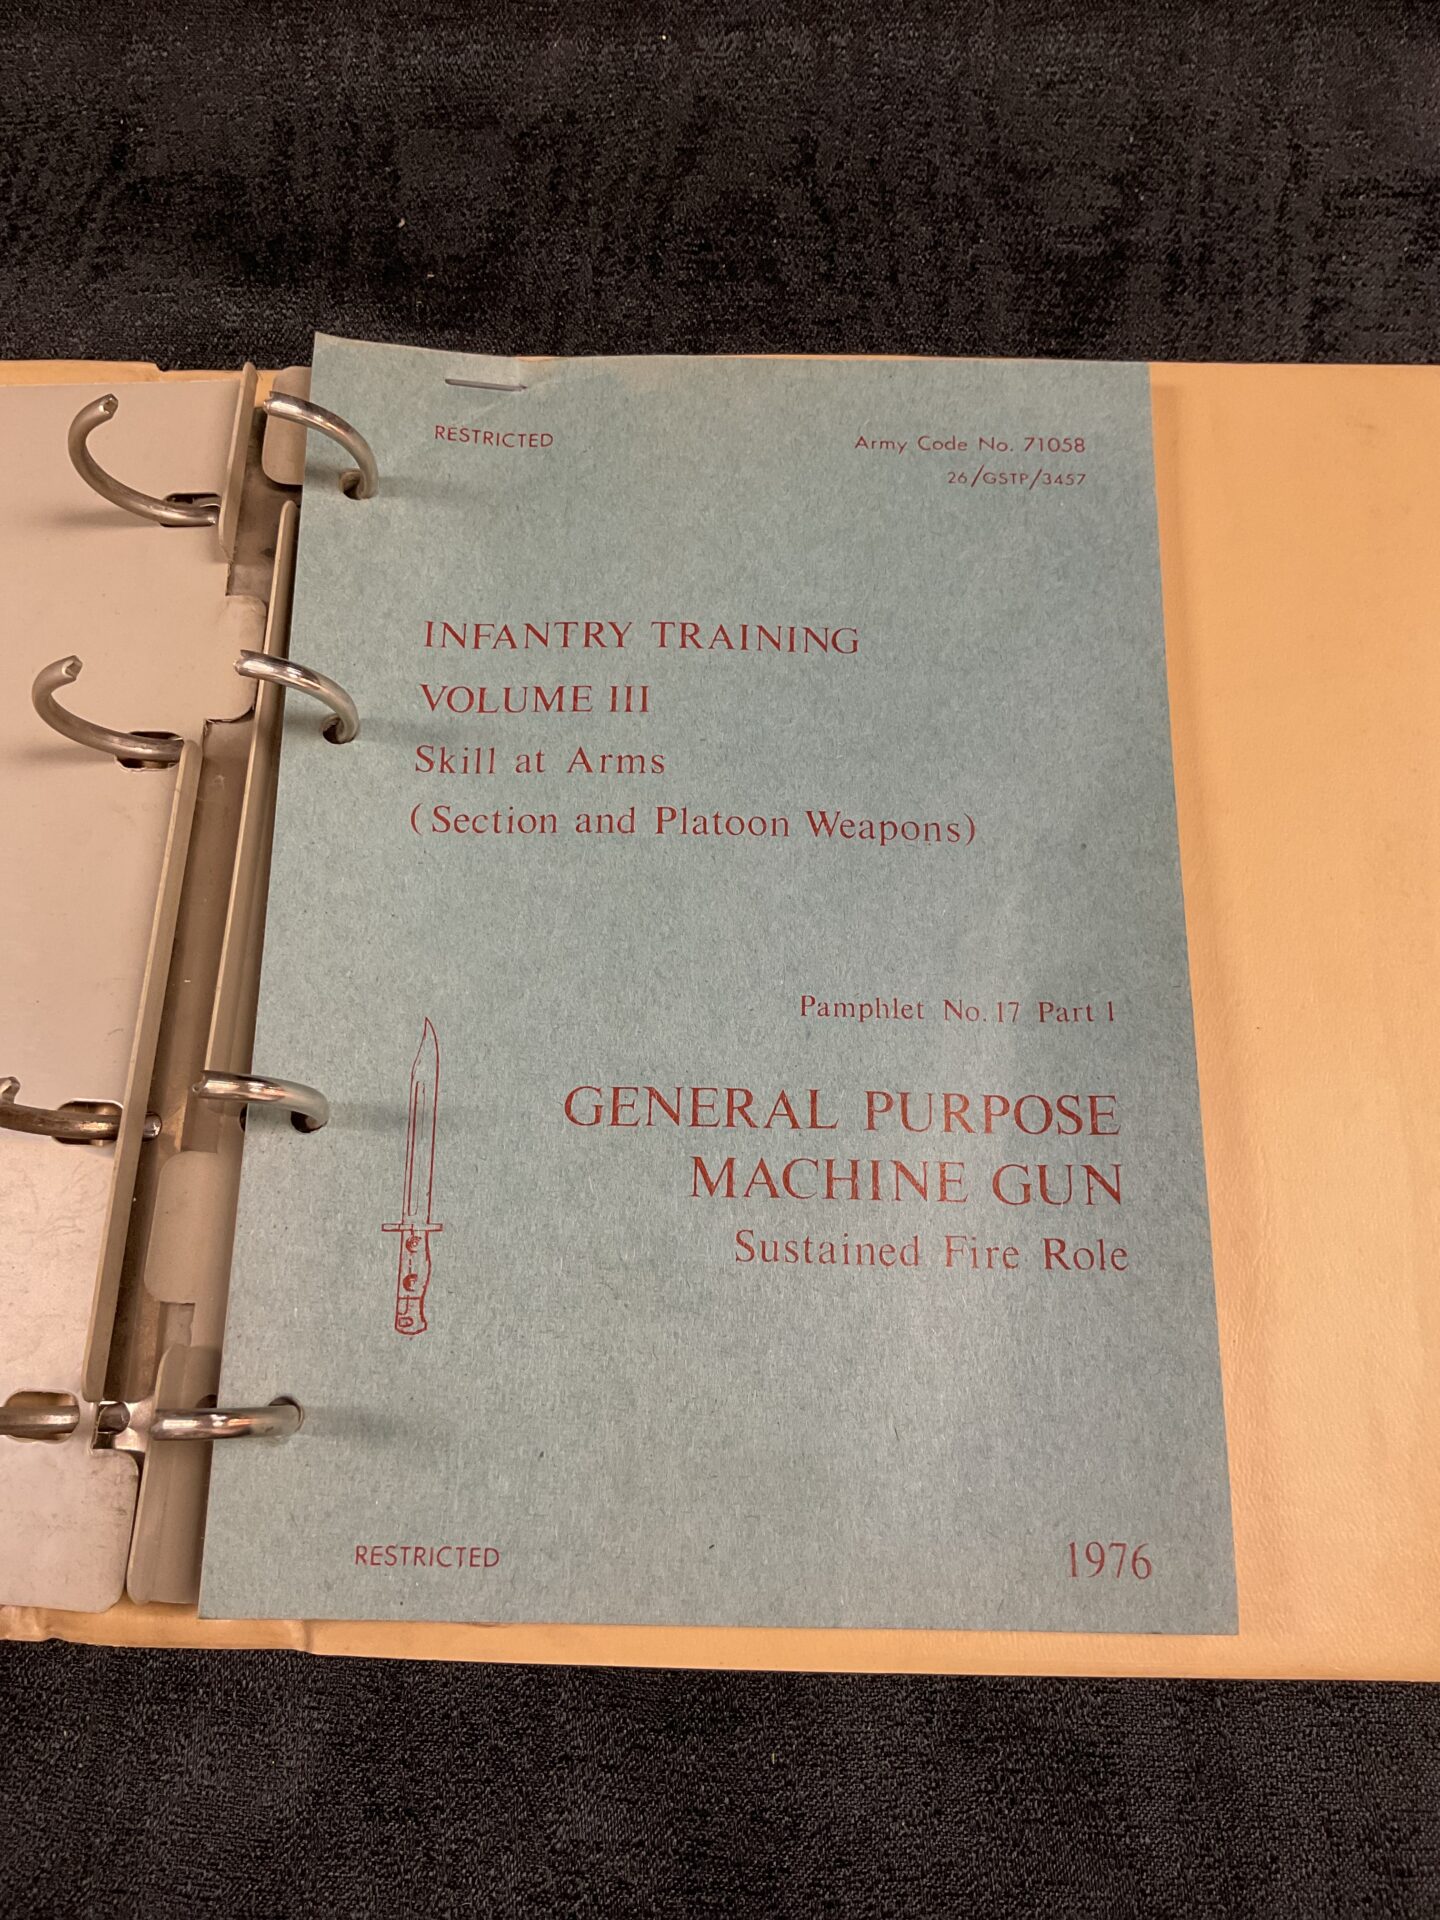 RESTRICTED
Army Code No. 71058
26/GSTP/3457
INFANTRY TRAINING
VOLUME III
Skill at Arms
(Section and Platoon Weapons)
Pamphlet No. 17 Part 1
GENERAL PURPOSE
MACHINE GUN
Sustained Fire Role
RESTRICTED
1976